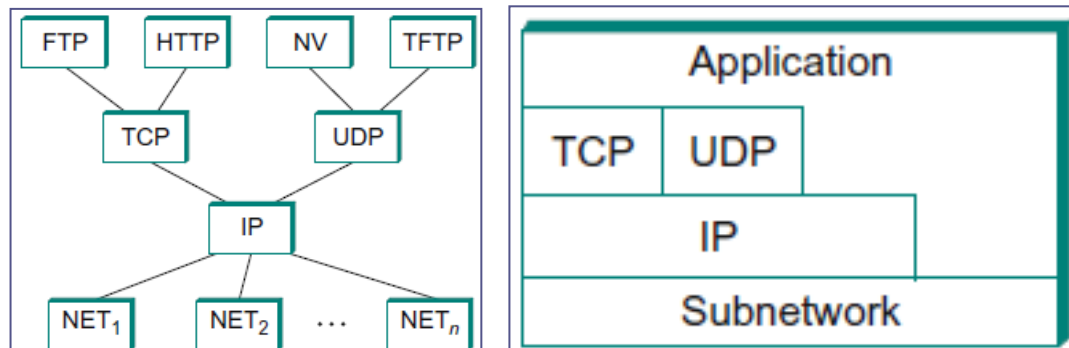 FTP HTTP NV TFTP
TCP UDP
IP
NET1 NET2 ... NETn
Application
TCP UDP
IP
Subnetwork